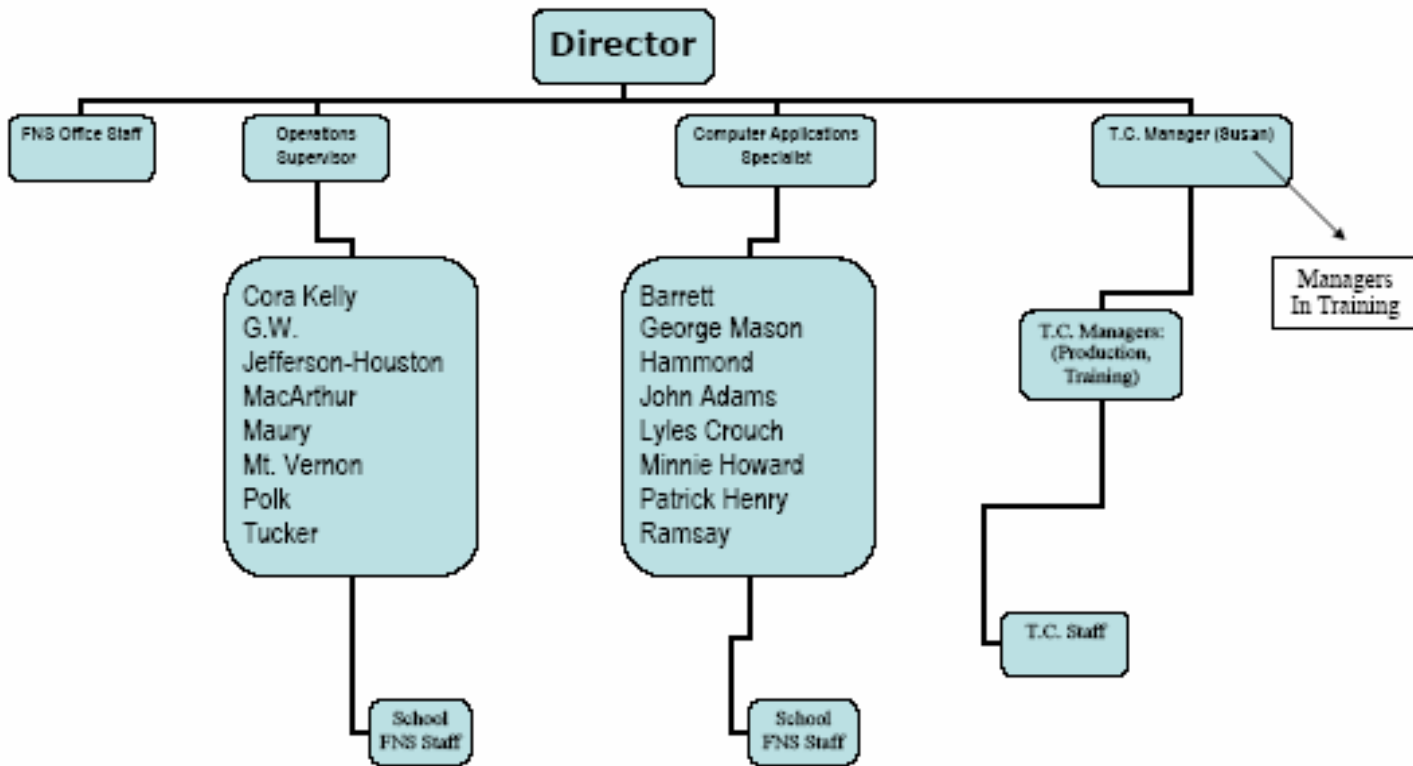 Director
FNS Office Staff
Operations
Supervisor
Computer Applications
Specialist
T.C. Manager (Susan)
Managers
In Training
Cora Kelly
G.W.
Jefferson-Houston
MacArthur
Maury
Mt. Vernon
Polk
Tucker
Barrett
George Mason
Hammond
John Adams
Lyles Crouch
Minnie Howard
Patrick Henry
Ramsay
T.C. Managers:
(Production,
Training)
T.C. Staff
School
FNS Staff
School
FNS Staff